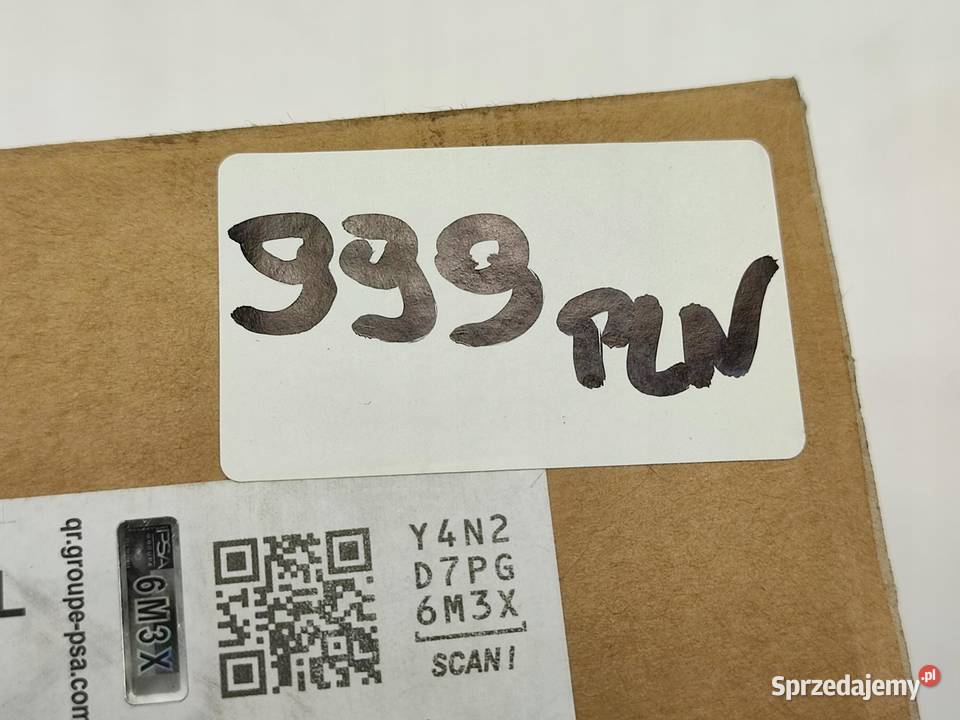 999 PLN
qr.groupe-psa.com
PSA
6M3X
Y4N2
D7PG
6M3X
SCAN!
Sprzedajemy.pl